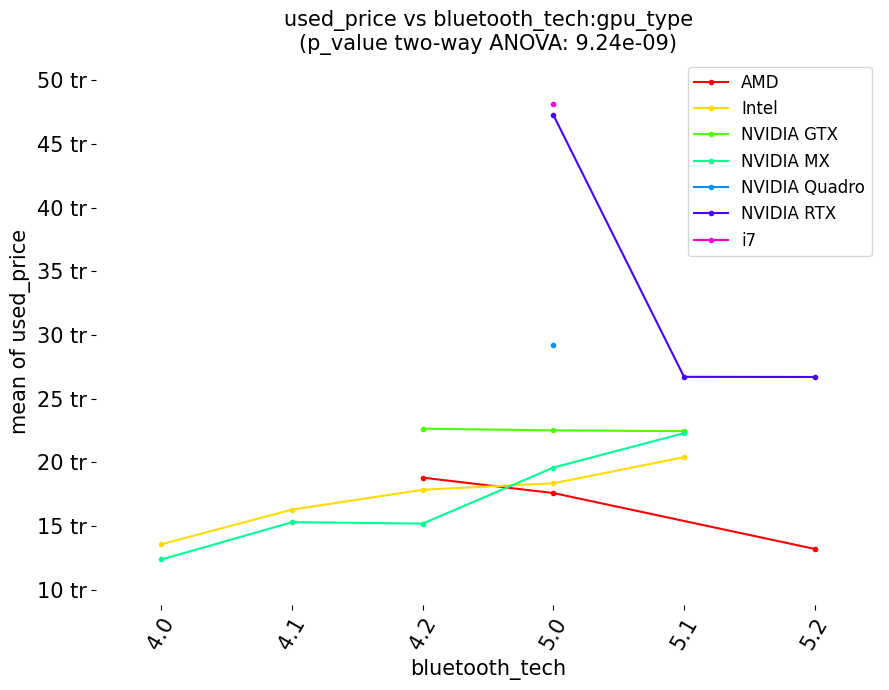 used_price vs bluetooth_tech:gpu_type
(p_value two-way ANOVA: 9.24e-09)
AMD
Intel
NVIDIA GTX
NVIDIA MX
NVIDIA Quadro
NVIDIA RTX
i7
mean of used_price
50 tr
45 tr
40 tr
35 tr
30 tr
25 tr
20 tr
15 tr
10 tr
4.0
4.1
4.2
5.0
5.1
5.2
bluetooth_tech